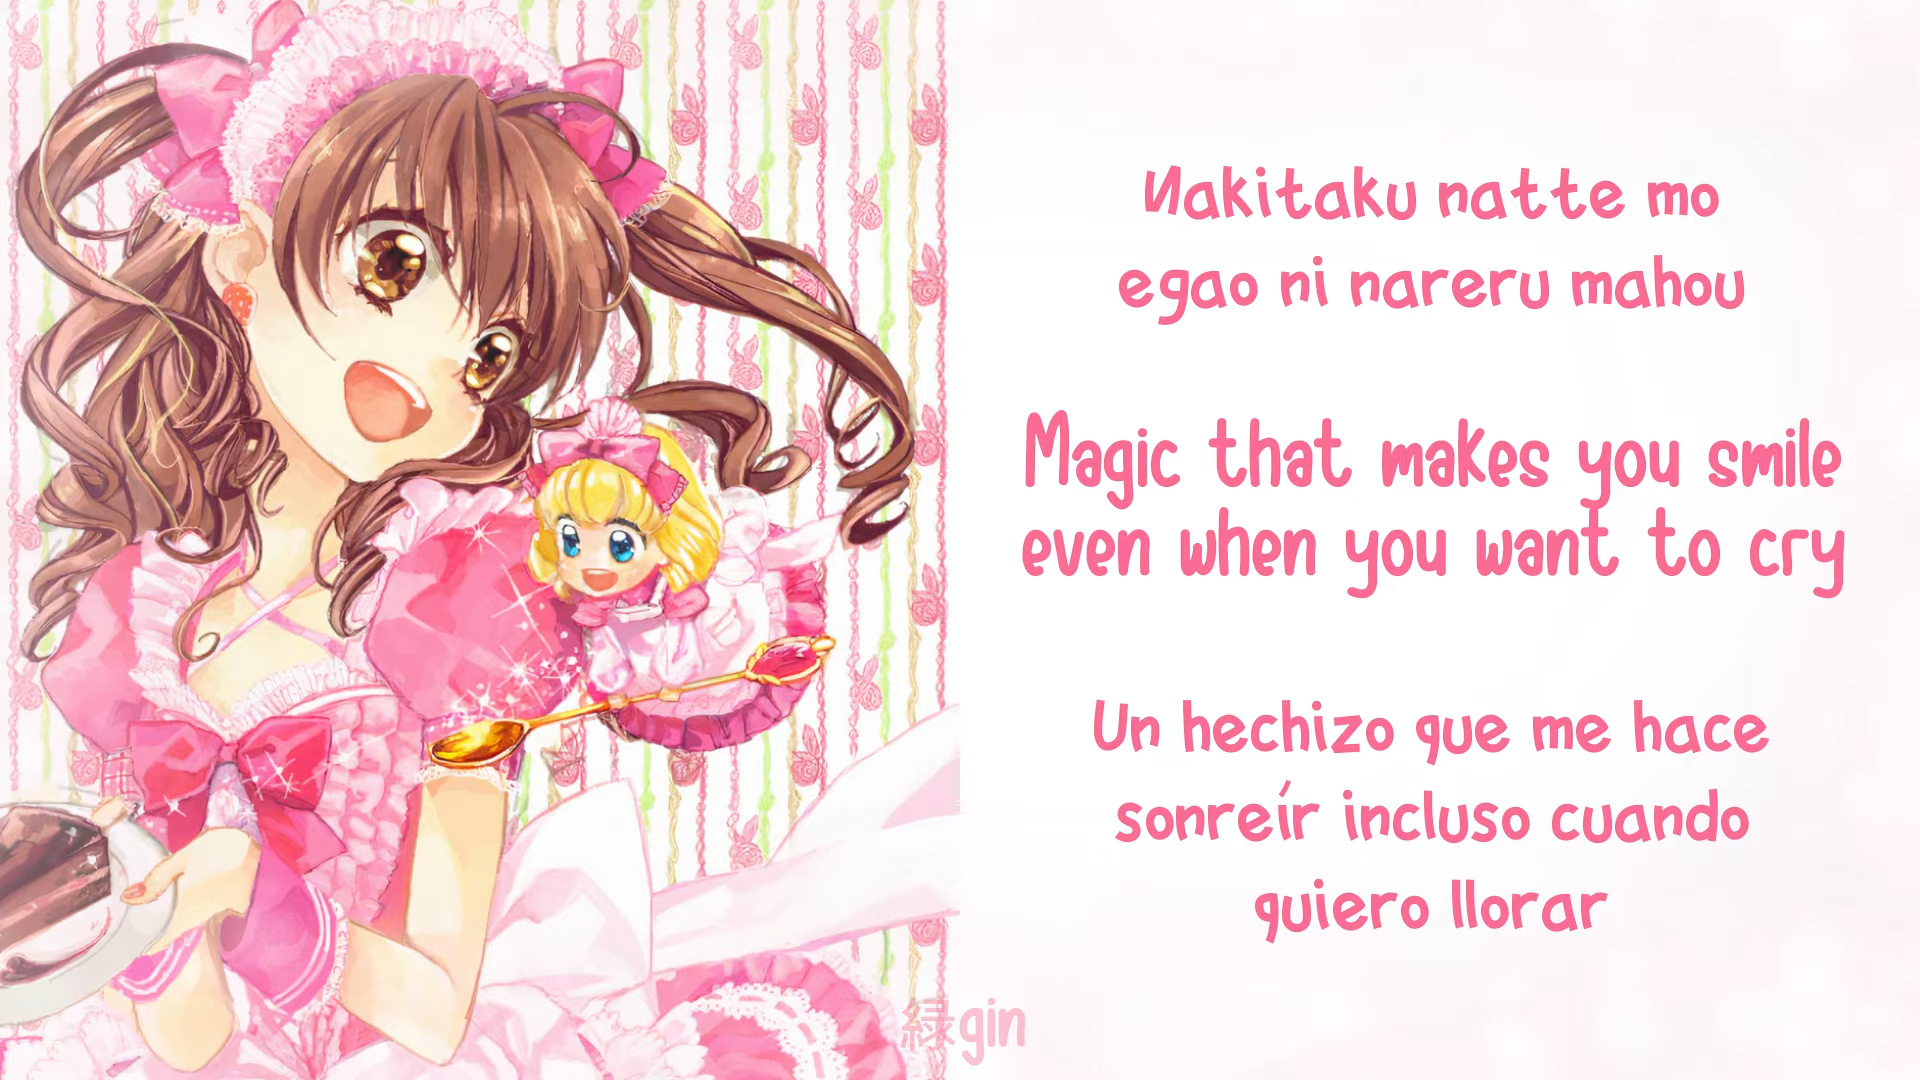 Nakitaku natte mo
egao ni nareru mahou
Magic that makes you smile
even when you want to cry
Un hechizo que me hace
sonreír incluso cuando
quiero llorar
緑gin